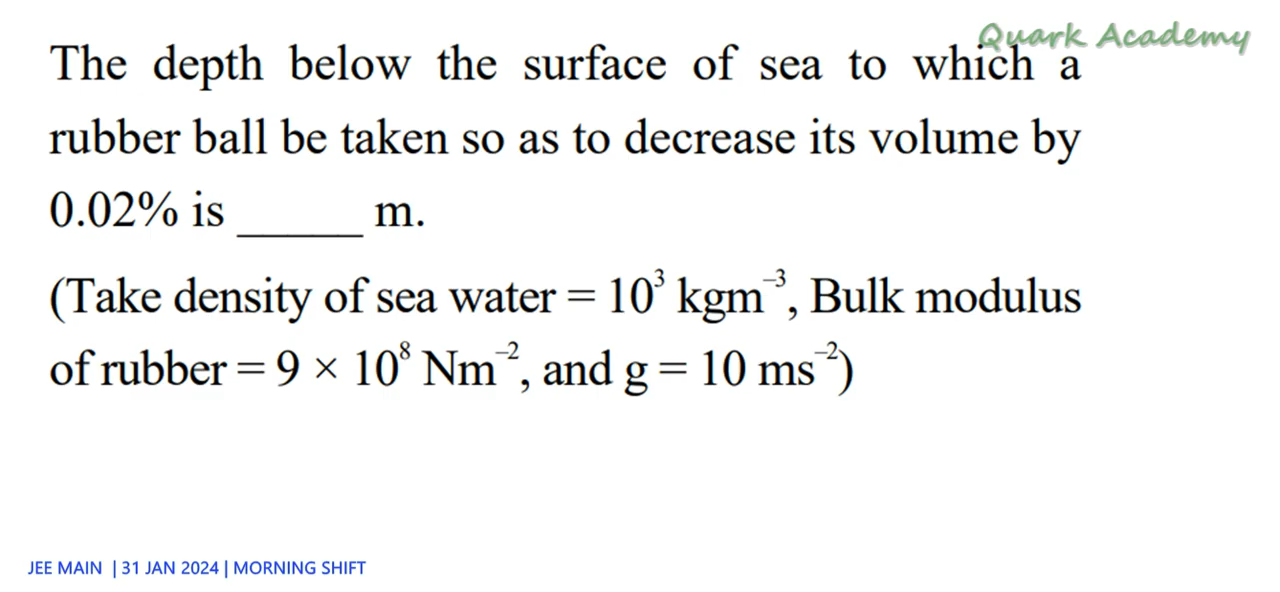 Quark Academy
The depth below the surface of sea to which a
rubber ball be taken so as to decrease its volume by
0.02% is _____ m.
(Take density of sea water = 10³ kgm⁻³, Bulk modulus
of rubber = 9 × 10⁸ Nm⁻², and g = 10 ms⁻²)
JEE MAIN | 31 JAN 2024 | MORNING SHIFT